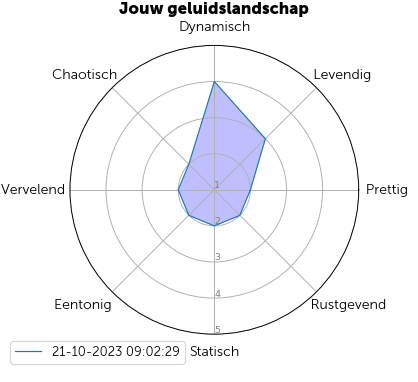 Jouw geluidslandschap
Dynamisch
Chaotisch
Levendig
Vervelend
1
Prettig
2
3
4
Eentonig
Rustgevend
5
21-10-2023 09:02:29
Statisch